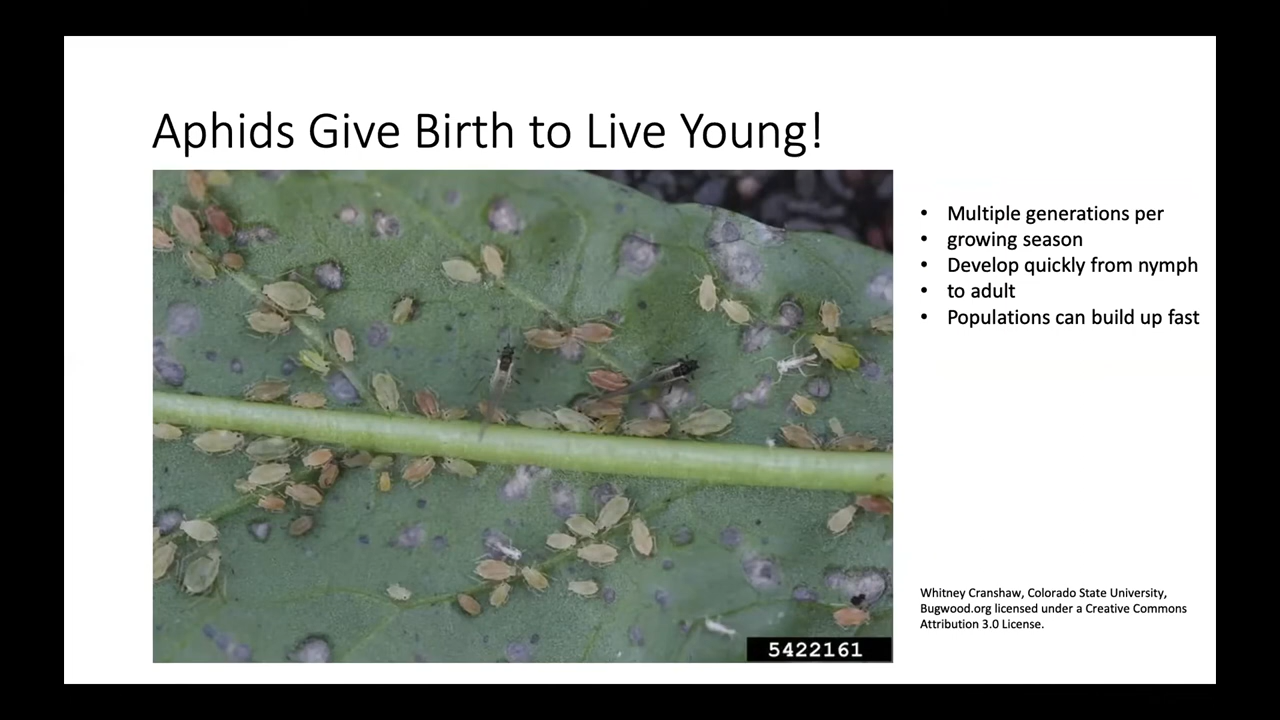 Aphids Give Birth to Live Young!
• Multiple generations per
• growing season
• Develop quickly from nymph
• to adult
• Populations can build up fast
Whitney Cranshaw, Colorado State University,
Bugwood.org licensed under a Creative Commons
Attribution 3.0 License.
5422161